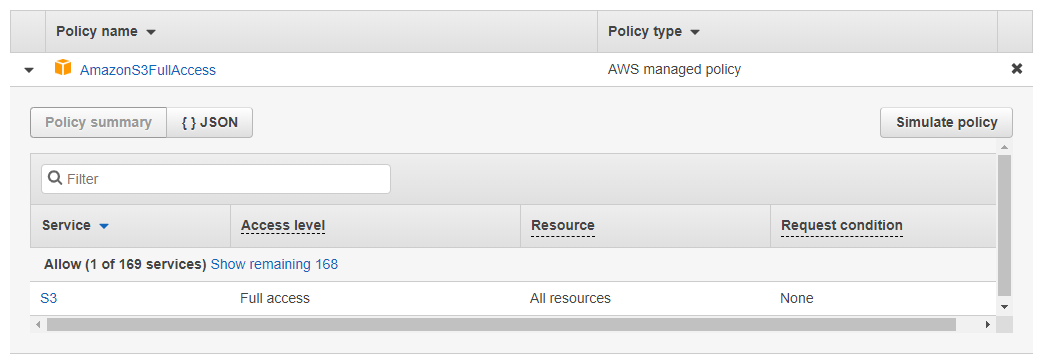 Policy name Policy type
AmazonS3FullAccess AWS managed policy
Policy summary { } JSON Simulate policy
Filter
Service Access level Resource Request condition
Allow (1 of 169 services) Show remaining 168
S3 Full access All resources None